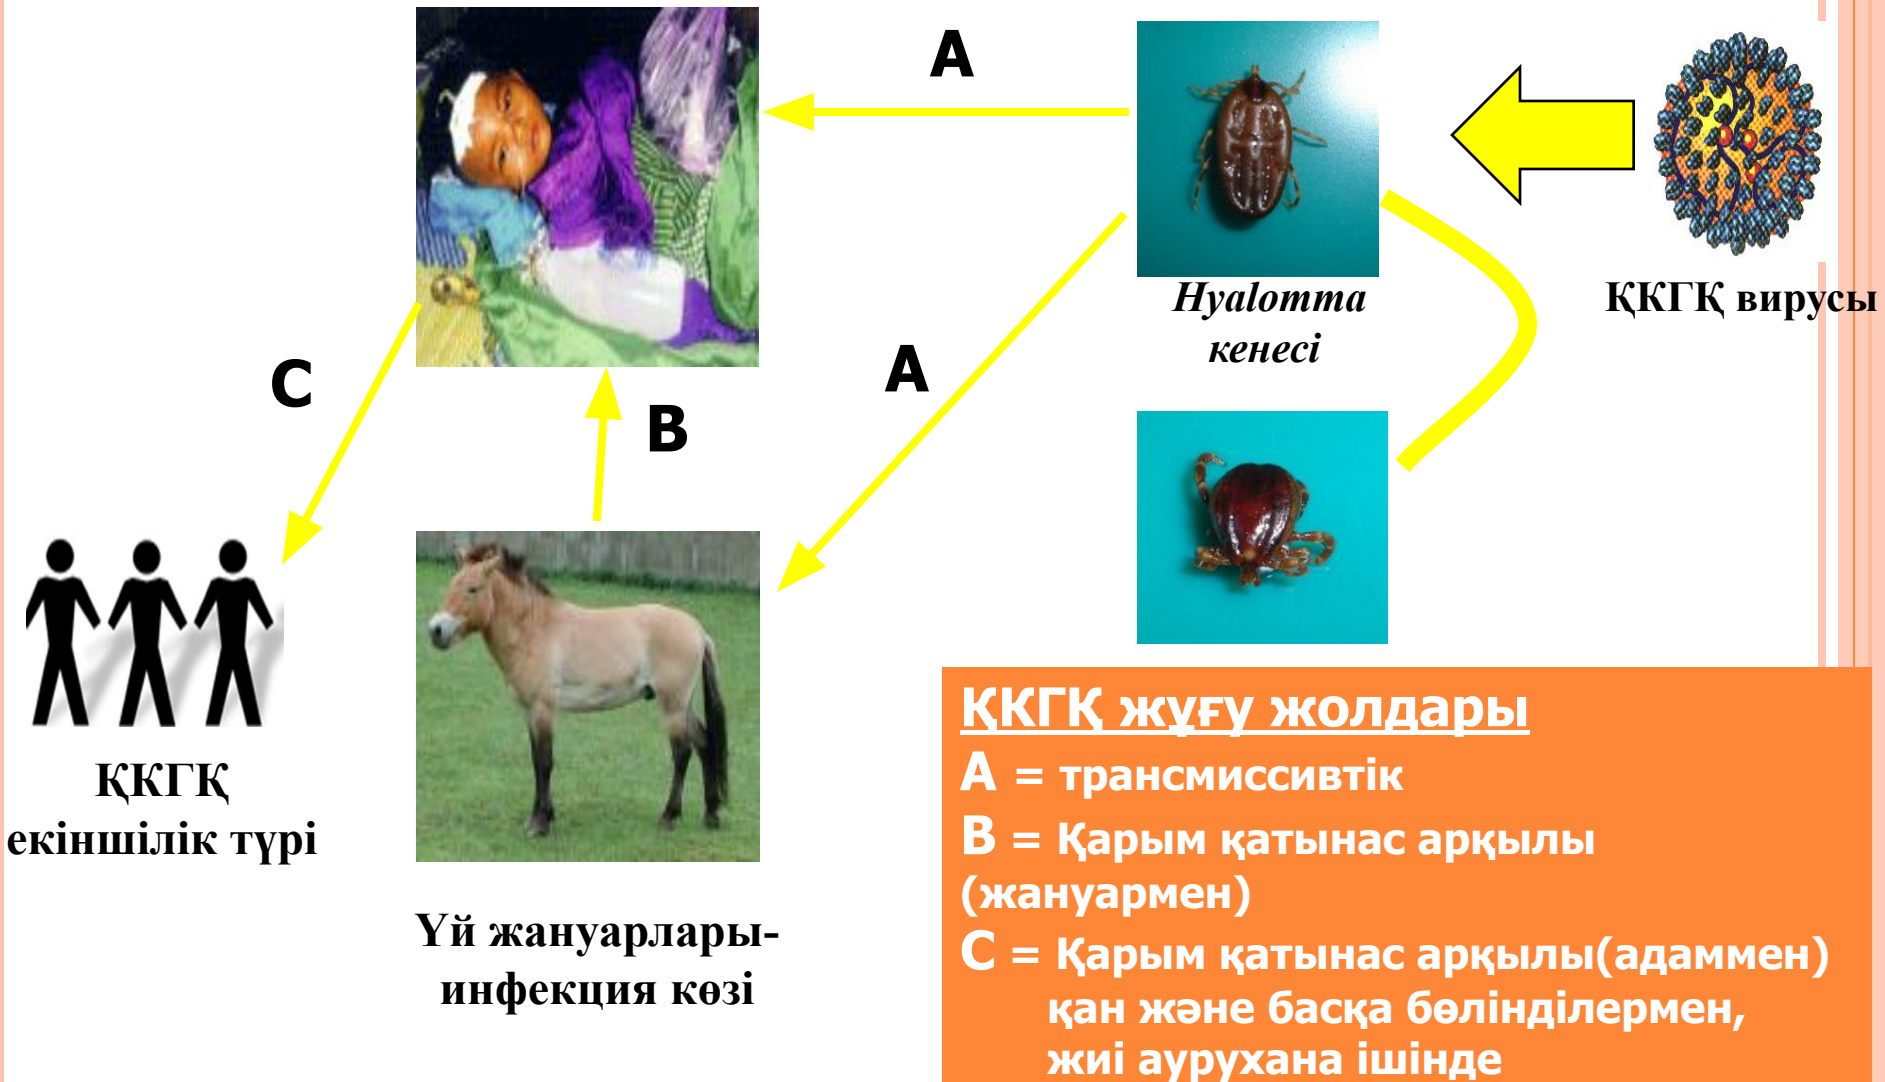 A
Hyalomma
кенесі
ҚКГҚ вирусы
A
C
B
ҚКГҚ
екіншілік түрі
Үй жануарлары-
инфекция көзі
ҚКГҚ жұғу жолдары
A = трансмиссивтік
B = Қарым қатынас арқылы
(жануармен)
C = Қарым қатынас арқылы(адаммен)
қан және басқа бөлінділермен,
жиі аурухана ішінде